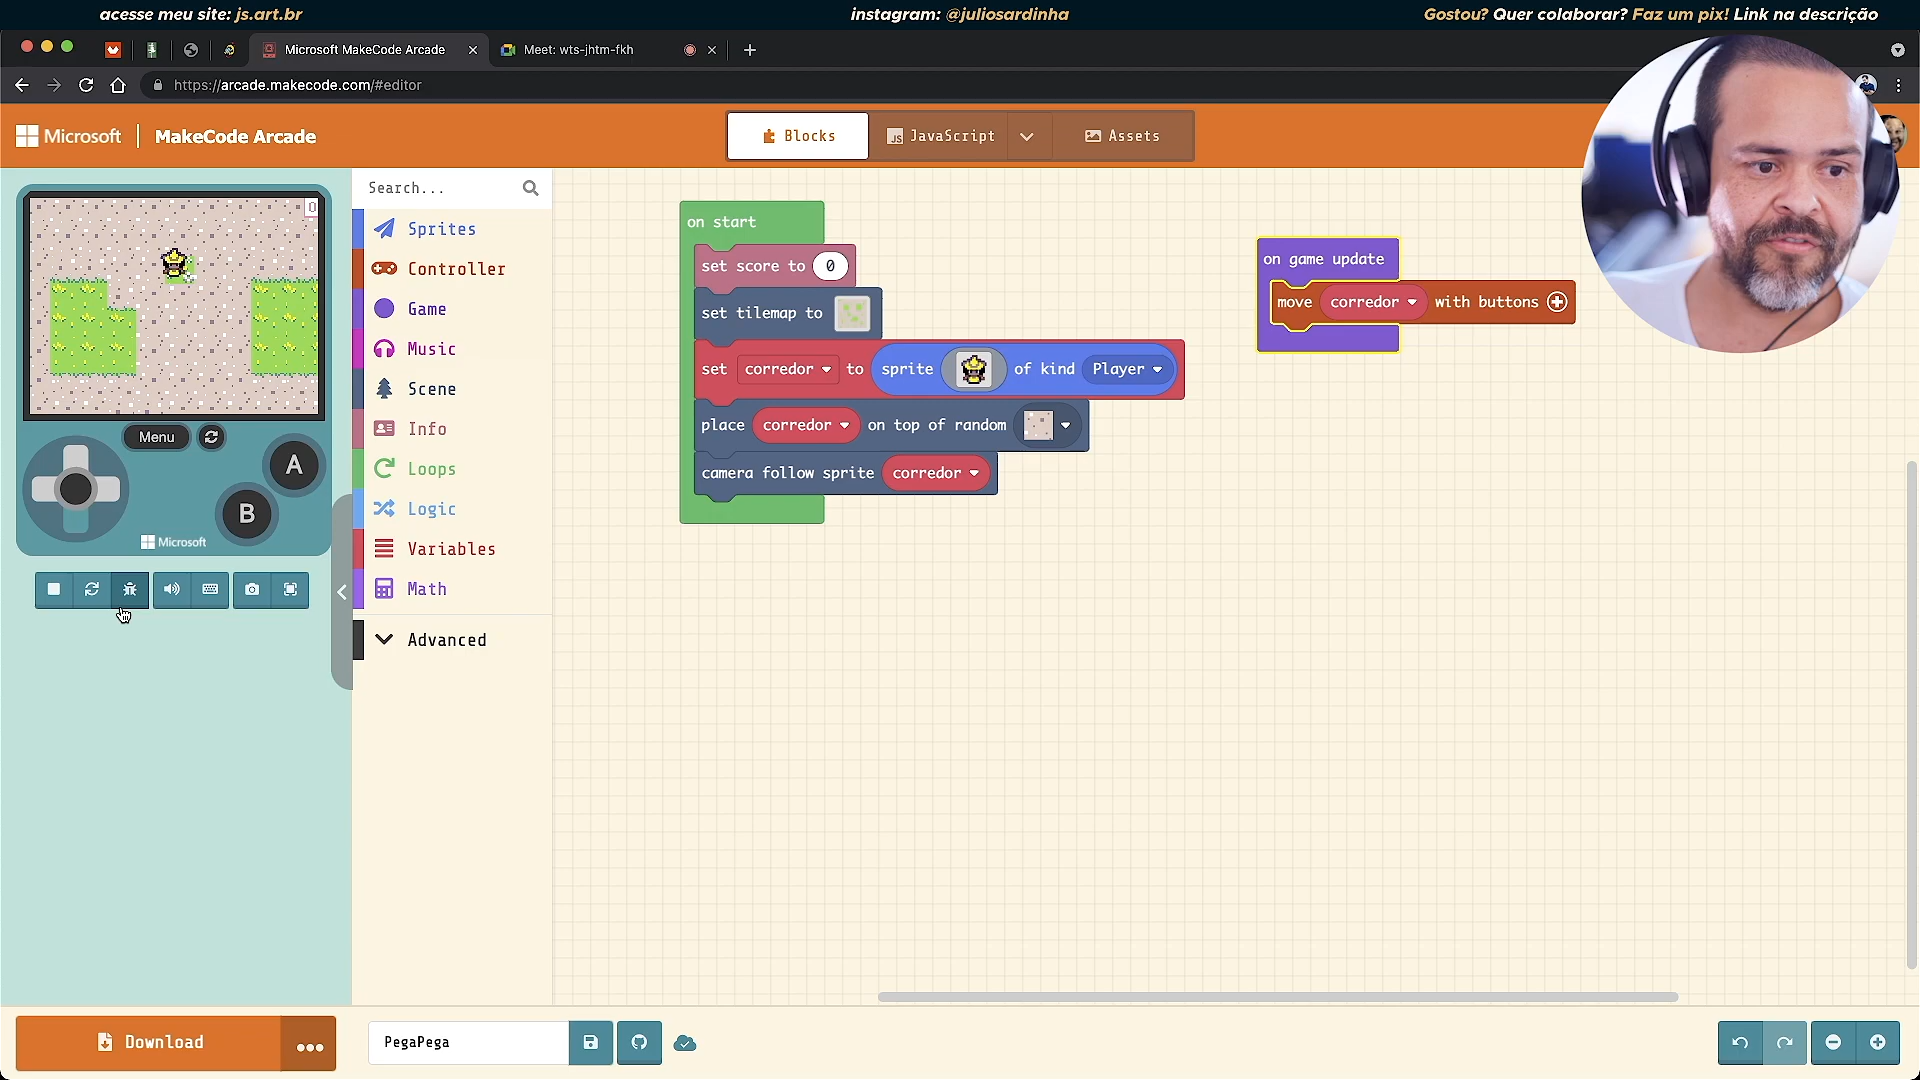 acesse meu site: js.art.br
instagram: @juliosardinha
Gostou? Quer colaborar? Faz um pix! Link na descrição
Microsoft MakeCode Arcade
Meet: wts-jhtm-fkh
https://arcade.makecode.com/#editor
Microsoft
MakeCode Arcade
Blocks
JavaScript
Assets
0
Menu
A
B
Microsoft
Search...
Sprites
Controller
Game
Music
Scene
Info
Loops
Logic
Variables
Math
Advanced
on start
set score to 0
set tilemap to
set corredor to sprite of kind Player
place corredor on top of random
camera follow sprite corredor
on game update
move corredor with buttons
Download
PegaPega